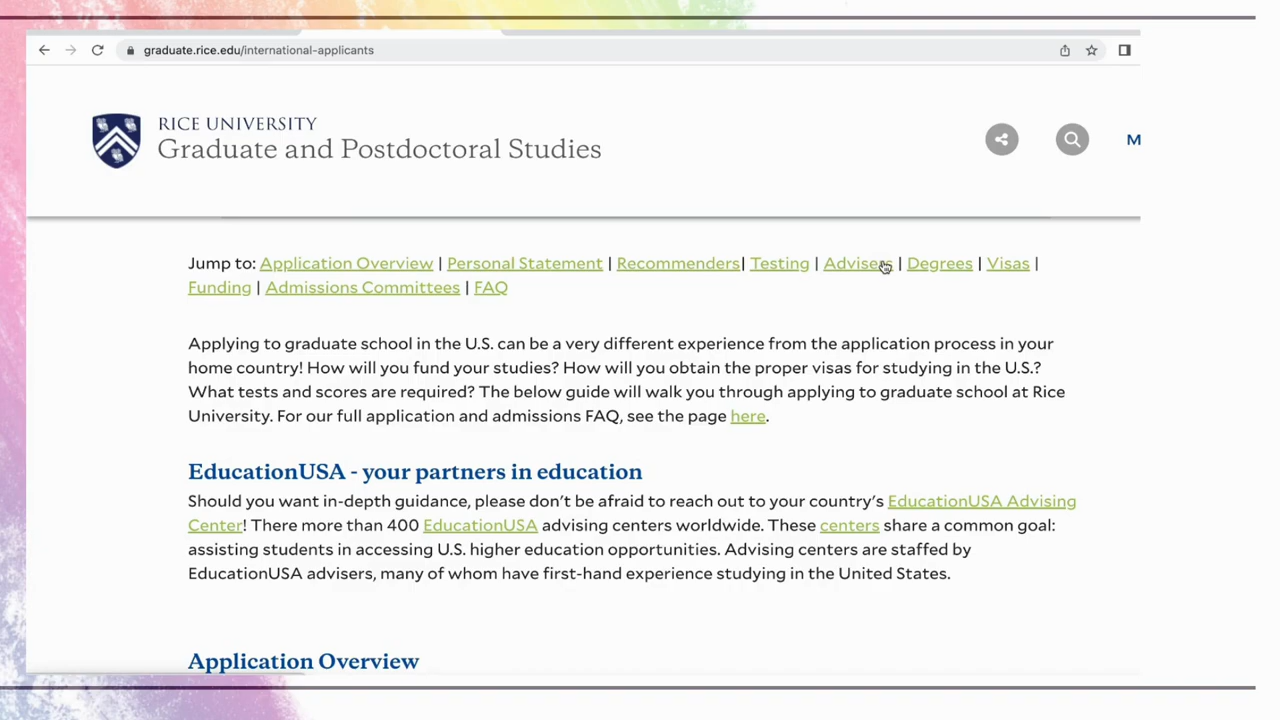 graduate.rice.edu/international-applicants
RICE UNIVERSITY
Graduate and Postdoctoral Studies
M
Jump to: Application Overview | Personal Statement | Recommenders| Testing | Advisers | Degrees | Visas |
Funding | Admissions Committees | FAQ
Applying to graduate school in the U.S. can be a very different experience from the application process in your
home country! How will you fund your studies? How will you obtain the proper visas for studying in the U.S.?
What tests and scores are required? The below guide will walk you through applying to graduate school at Rice
University. For our full application and admissions FAQ, see the page here.
EducationUSA - your partners in education
Should you want in-depth guidance, please don't be afraid to reach out to your country's EducationUSA Advising
Center! There more than 400 EducationUSA advising centers worldwide. These centers share a common goal:
assisting students in accessing U.S. higher education opportunities. Advising centers are staffed by
EducationUSA advisers, many of whom have first-hand experience studying in the United States.
Application Overview